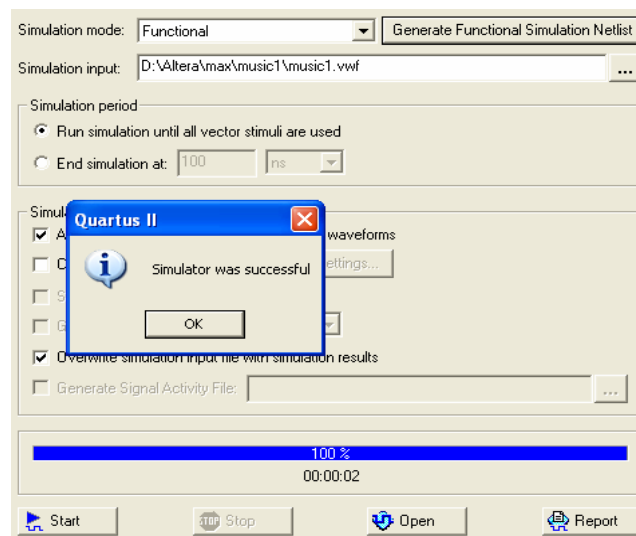 Simulation mode: Functional Generate Functional Simulation Netlist
Simulation input: D:\Altera\max\music1\music1.vwf ...
Simulation period
Run simulation until all vector stimuli are used
End simulation at: 100 ns
Quartus II
waveforms
Simulator was successful
OK
Overwrite simulation input file with simulation results
Generate Signal Activity File: ...
100 %
00:00:02
Start STOP Stop Open Report